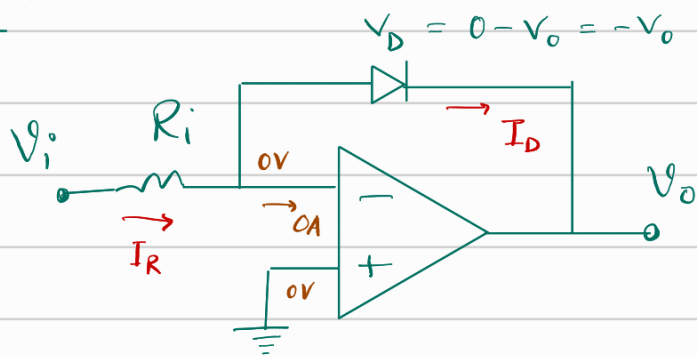 V_D = 0 - V_o = -V_o
R_i
I_D
V_i
0V
V_o
0A
−
I_R
+
0V